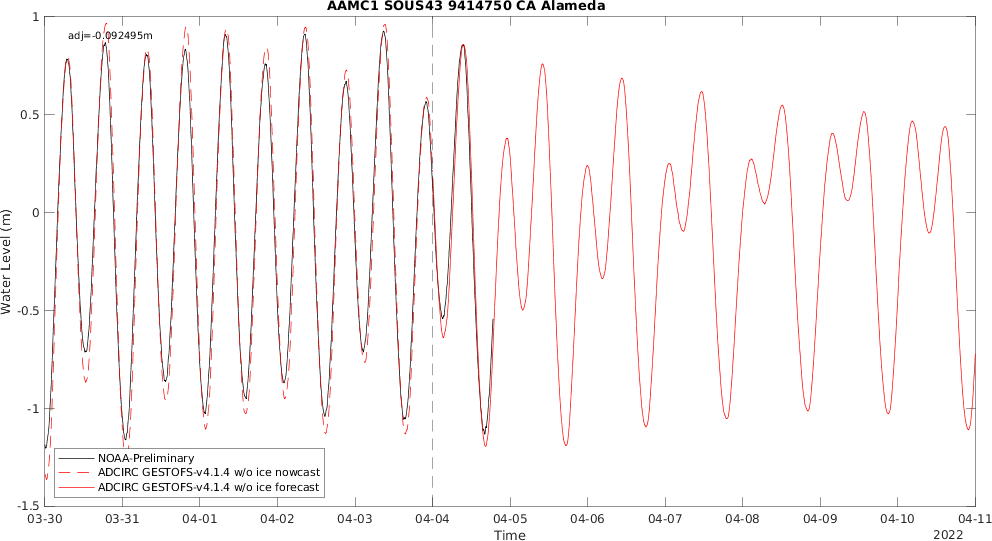 AAMC1 SOUS43 9414750 CA Alameda
adj=-0.092495m
1
0.5
0
-0.5
-1
-1.5
Water Level (m)
NOAA-Preliminary
ADCIRC GESTOFS-v4.1.4 w/o ice nowcast
ADCIRC GESTOFS-v4.1.4 w/o ice forecast
03-30 03-31 04-01 04-02 04-03 04-04 04-05 04-06 04-07 04-08 04-09 04-10 04-11
Time
2022